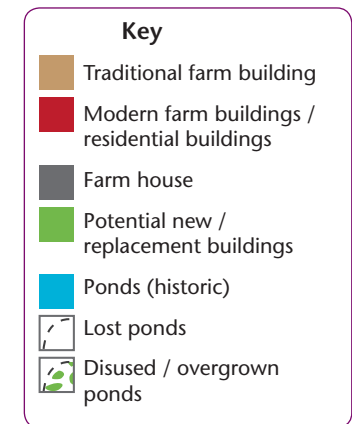 Key
Traditional farm building
Modern farm buildings /
residential buildings
Farm house
Potential new /
replacement buildings
Ponds (historic)
Lost ponds
Disused / overgrown
ponds